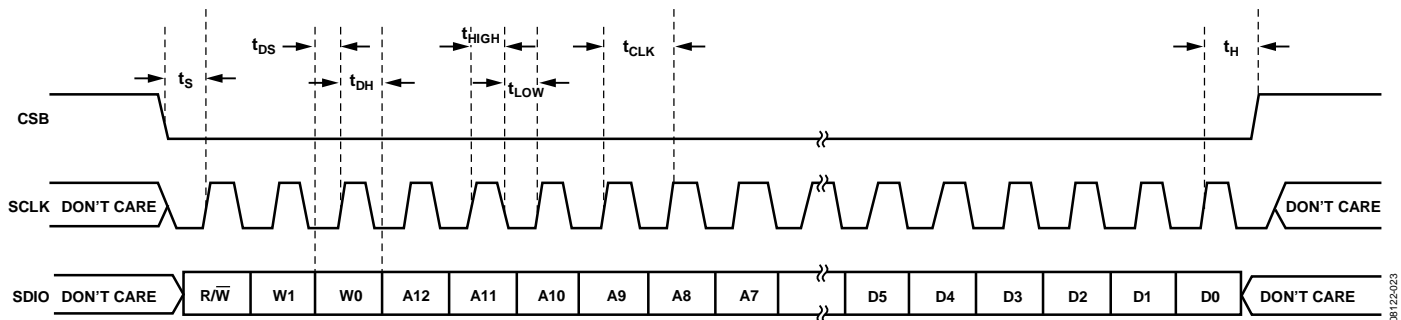 tDS
tHIGH
tCLK
tH
tS
tDH
tLOW
CSB
SCLK DON'T CARE
DON'T CARE
SDIO DON'T CARE R/W̅ W1 W0 A12 A11 A10 A9 A8 A7 D5 D4 D3 D2 D1 D0 DON'T CARE
08122-023